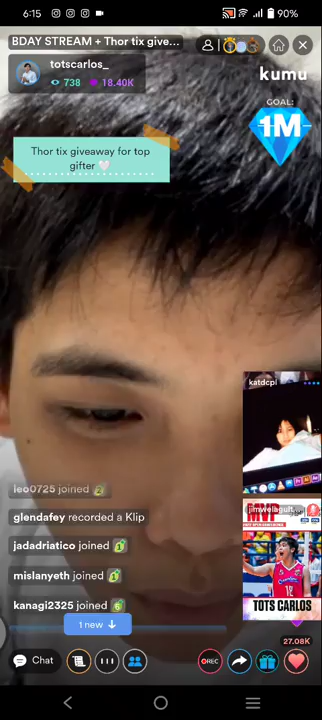 6:15
90%
BDAY STREAM + Thor tix give...
totscarlos_
738
18.40K
kumu
GOAL:
1M
Thor tix giveaway for top
gifter
katdcpl
leo0725 joined
glendafey recorded a Klip
jimwelagult
MVP
jadadriatico joined
mislanyeth joined
kanagi2325 joined
TOTS CARLOS
1 new
27.08K
Chat
REC